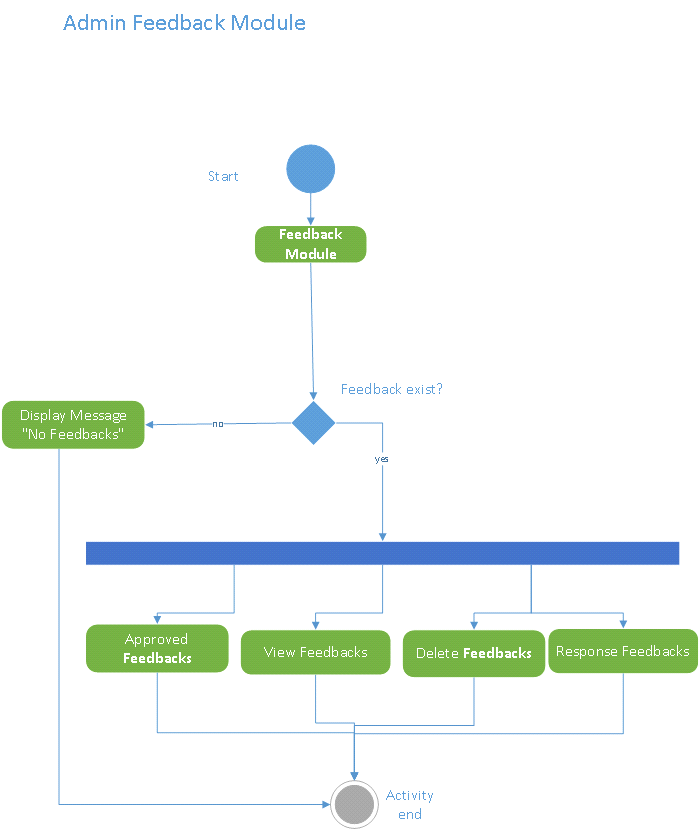 Admin Feedback Module
Start
Feedback
Module
Feedback exist?
Display Message
"No Feedbacks"
no
yes
Approved
Feedbacks
View Feedbacks
Delete Feedbacks
Response Feedbacks
Activity
end